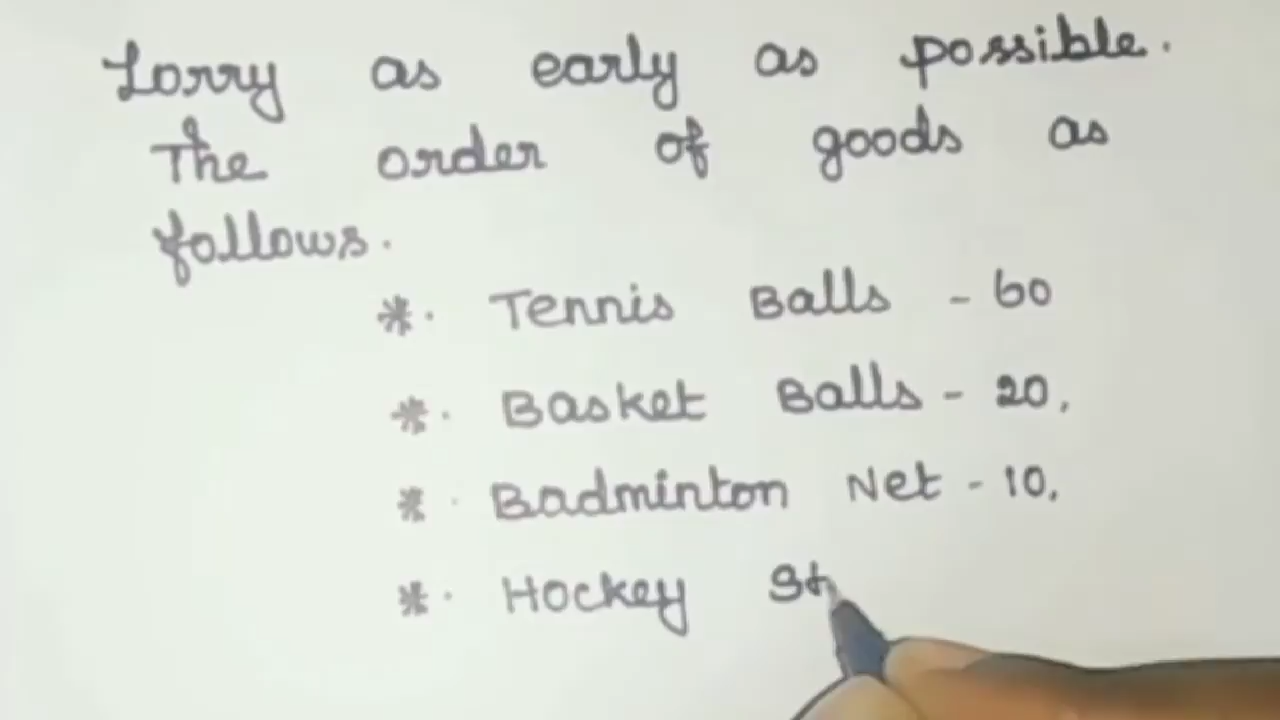 Lorry as early as possible.
The order of goods as
follows.
*. Tennis Balls - 60
*. Basket Balls - 20.
*. Badminton Net - 10.
*. Hockey St